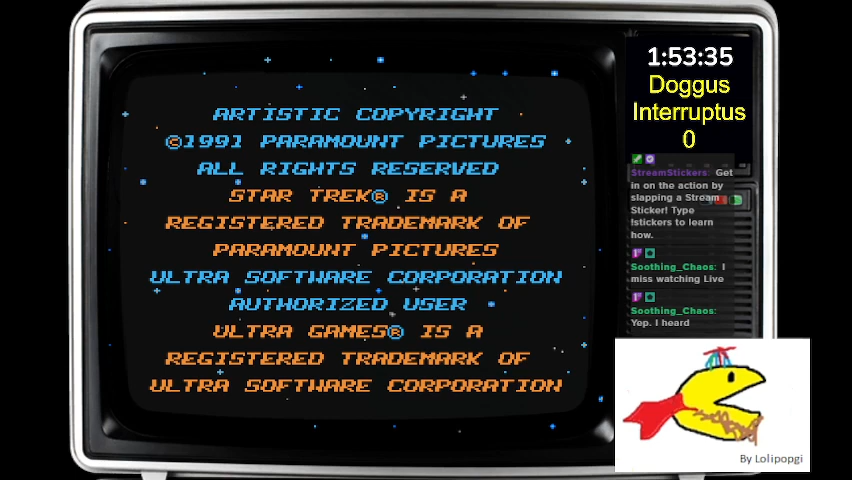 ARTISTIC COPYRIGHT
©1991 PARAMOUNT PICTURES
ALL RIGHTS RESERVED
STAR TREK® IS A
REGISTERED TRADEMARK OF
PARAMOUNT PICTURES
ULTRA SOFTWARE CORPORATION
AUTHORIZED USER
ULTRA GAMES® IS A
REGISTERED TRADEMARK OF
ULTRA SOFTWARE CORPORATION
1:53:35
Doggus
Interruptus
0
StreamStickers: Get
in on the action by
slapping a Stream
Sticker! Type
!stickers to learn
how.
Soothing_Chaos: I
miss watching Live
Soothing_Chaos:
Yep. I heard
By Lolipopgi